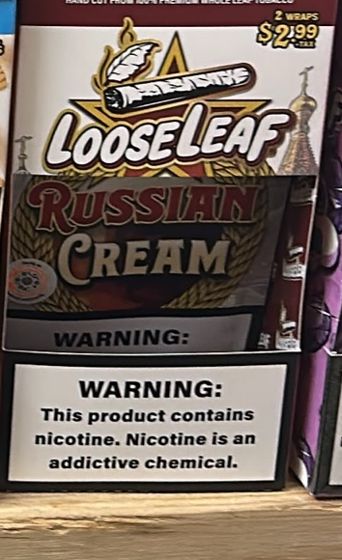 HAND CUT FROM 100% PREMIUM WHOLE LEAF TOBACCO
2 WRAPS
$2.99
+TAX
LOOSELEAF
RUSSIAN
CREAM
WARNING:
WARNING:
This product contains
nicotine. Nicotine is an
addictive chemical.